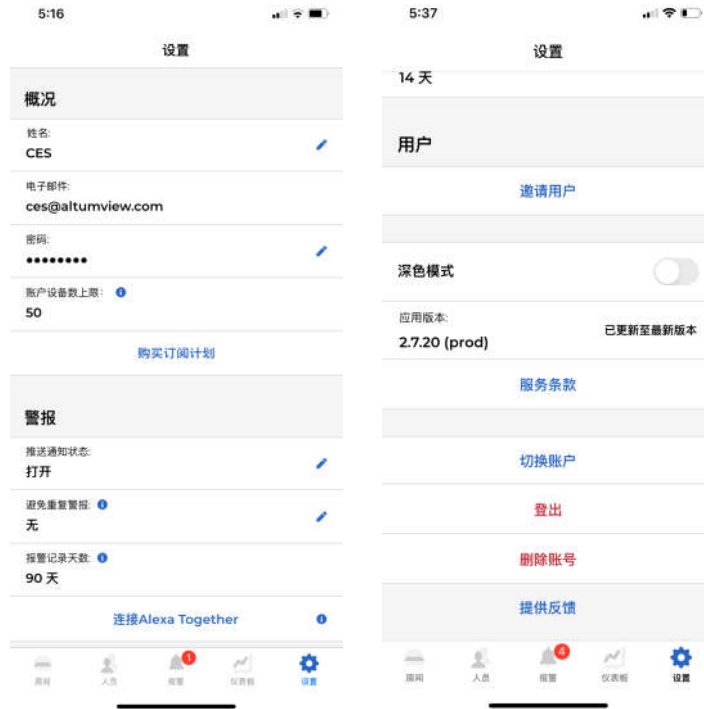 5:16
设置
概况
姓名:
CES
电子邮件:
ces@altumview.com
密码:
••••••••
账户设备数上限:
50
购买订阅计划
警报
推送通知状态:
打开
避免重复警报:
无
报警记录天数:
90 天
连接Alexa Together
1
房间
人员
报警
仪表板
设置
5:37
设置
14 天
用户
邀请用户
深色模式
应用版本:
2.7.20 (prod)
已更新至最新版本
服务条款
切换账户
登出
删除账号
提供反馈
4
房间
人员
报警
仪表板
设置